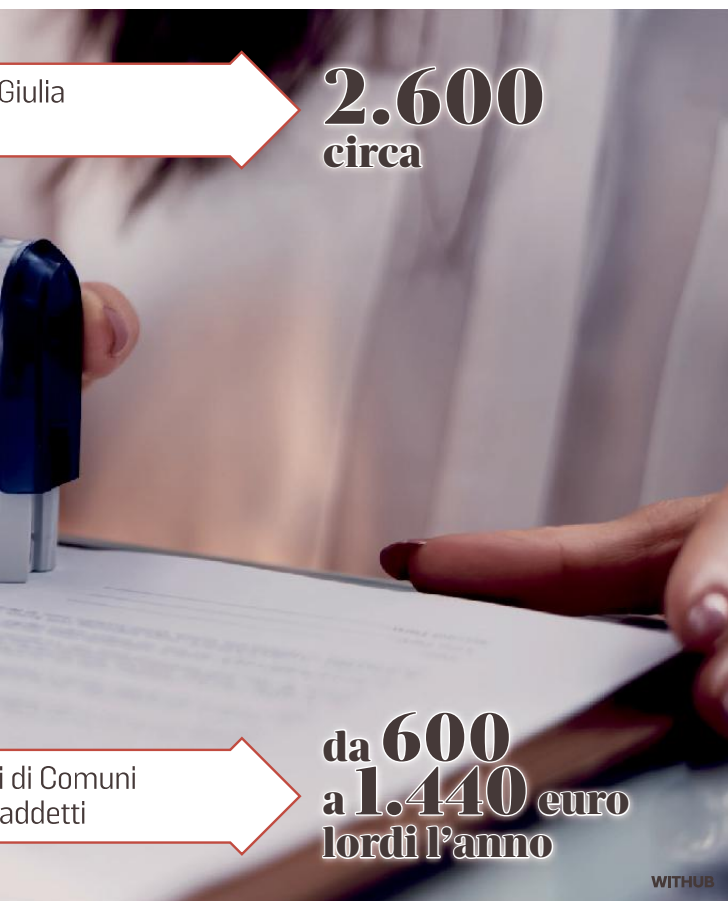 Giulia
2.600
circa
i di Comuni
addetti
da 600
a 1.440 euro
lordi l'anno
WITHUB